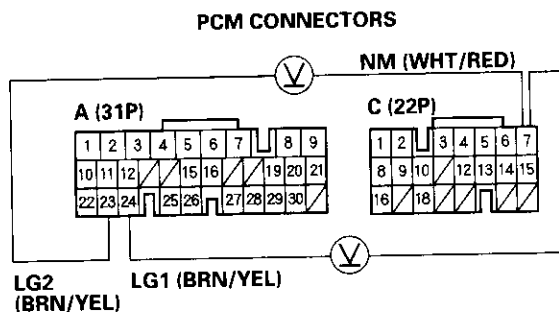 PCM CONNECTORS
NM (WHT/RED)
V
A (31P)
C (22P)
1 2 3 4 5 6 7 8 9
1 2 3 4 5 6 7
10 11 12 15 16 19 20 21
8 9 10 12 13 14 15
22 23 24 25 26 27 28 29 30
16 18
V
LG2
(BRN/YEL)
LG1 (BRN/YEL)